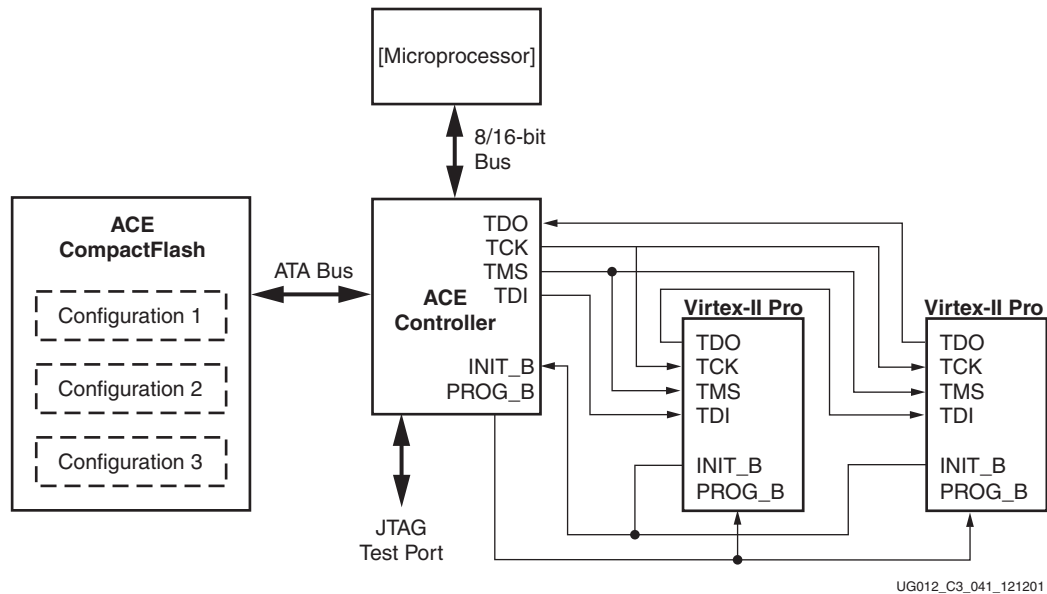 [Microprocessor]
8/16-bit
Bus
ACE
CompactFlash
Configuration 1
Configuration 2
Configuration 3
ATA Bus
ACE
Controller
TDO
TCK
TMS
TDI
INIT_B
PROG_B
JTAG
Test Port
Virtex-II Pro
TDO
TCK
TMS
TDI
INIT_B
PROG_B
Virtex-II Pro
TDO
TCK
TMS
TDI
INIT_B
PROG_B
UG012_C3_041_121201